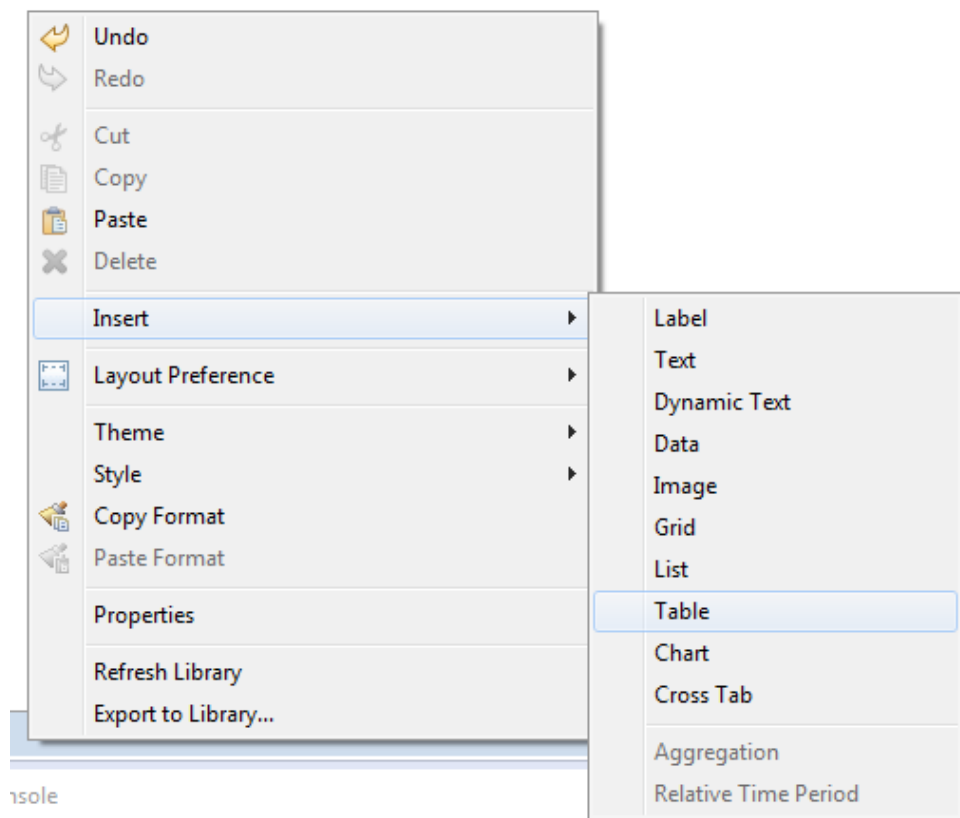 Undo
Redo
Cut
Copy
Paste
Delete
Insert
Layout Preference
Theme
Style
Copy Format
Paste Format
Properties
Refresh Library
Export to Library...
Label
Text
Dynamic Text
Data
Image
Grid
List
Table
Chart
Cross Tab
Aggregation
Relative Time Period
nsole